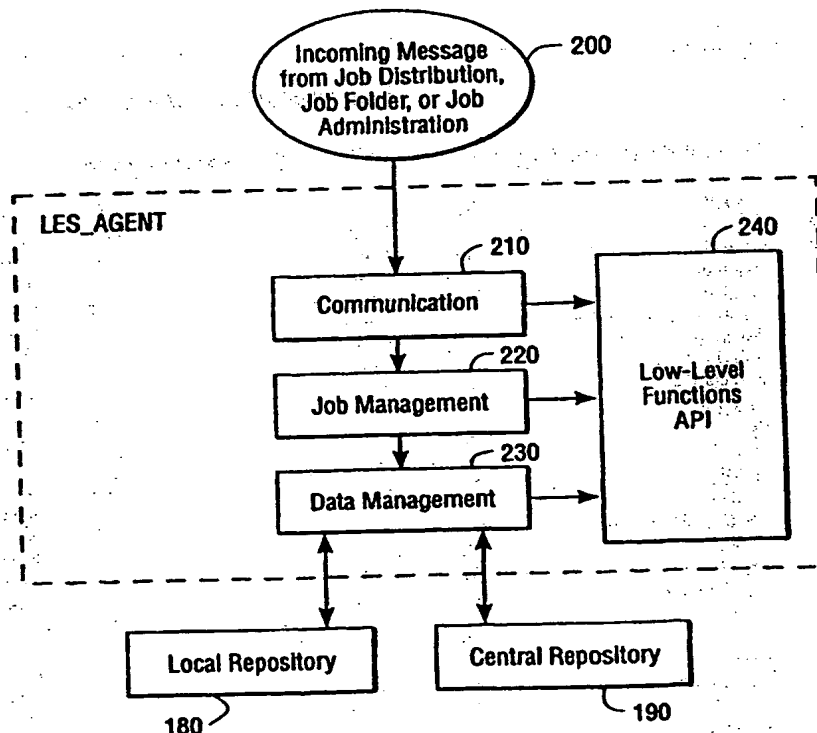 Incoming Message
from Job Distribution,
Job Folder, or Job
Administration
200
LES_AGENT
210
Communication
220
Job Management
230
Data Management
240
Low-Level
Functions
API
Local Repository
180
Central Repository
190